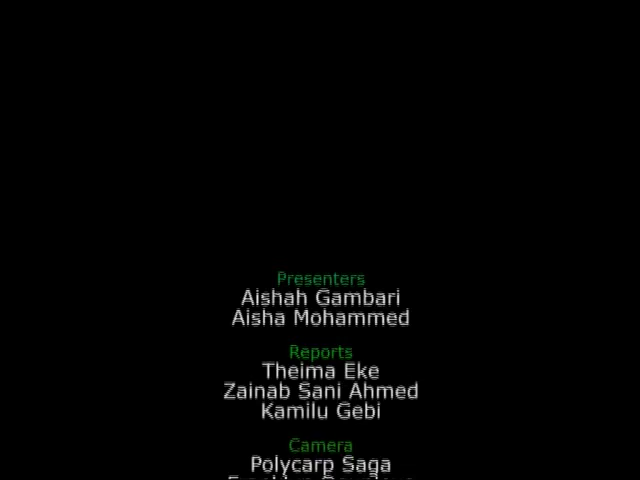 Presenters
Aishah Gambari
Aisha Mohammed
Reports
Theima Eke
Zainab Sani Ahmed
Kamilu Gebi
Camera
Polycarp Saga